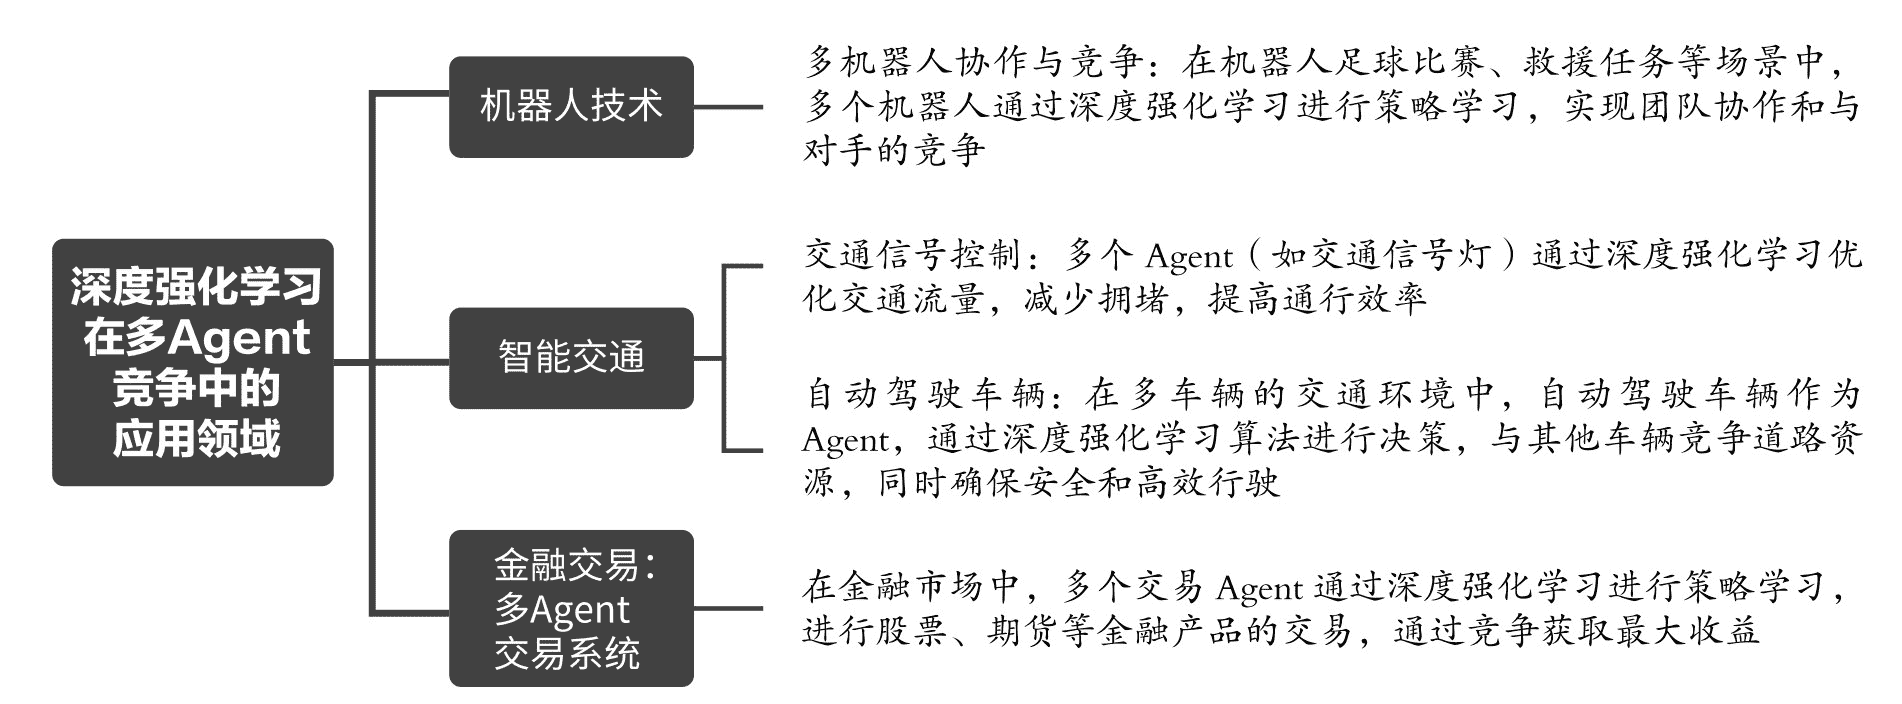 深度强化学习
在多Agent
竞争中的
应用领域
机器人技术
多机器人协作与竞争：在机器人足球比赛、救援任务等场景中，
多个机器人通过深度强化学习进行策略学习，实现团队协作和与
对手的竞争
智能交通
交通信号控制：多个 Agent（如交通信号灯）通过深度强化学习优
化交通流量，减少拥堵，提高通行效率
自动驾驶车辆：在多车辆的交通环境中，自动驾驶车辆作为
Agent，通过深度强化学习算法进行决策，与其他车辆竞争道路资
源，同时确保安全和高效行驶
金融交易：
多Agent
交易系统
在金融市场中，多个交易 Agent 通过深度强化学习进行策略学习，
进行股票、期货等金融产品的交易，通过竞争获取最大收益